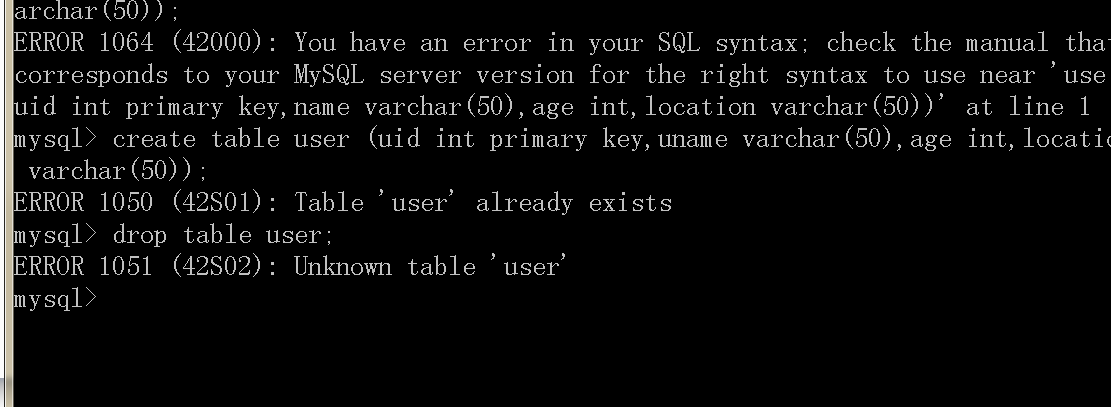 archar(50));
ERROR 1064 (42000): You have an error in your SQL syntax; check the manual
corresponds to your MySQL server version for the right syntax to use near 'use
uid int primary key,name varchar(50),age int,location varchar(50))' at line 1
mysql> create table user (uid int primary key,uname varchar(50),age int,locatio
varchar(50));
ERROR 1050 (42S01): Table 'user' already exists
mysql> drop table user;
ERROR 1051 (42S02): Unknown table 'user'
mysql>